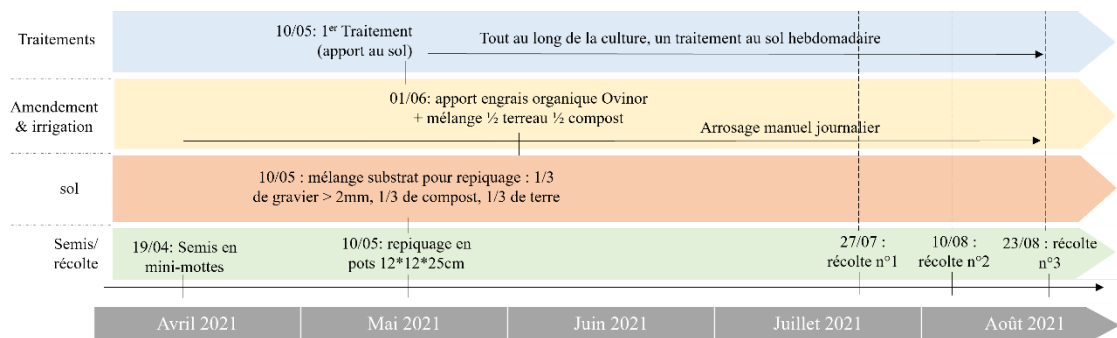 Traitements
10/05: 1er Traitement
(apport au sol)
Tout au long de la culture, un traitement au sol hebdomadaire
Amendement
& irrigation
01/06: apport engrais organique Ovinor
+ mélange ½ terreau ½ compost
Arrosage manuel journalier
sol
10/05 : mélange substrat pour repiquage : 1/3
de gravier > 2mm, 1/3 de compost, 1/3 de terre
Semis/
récolte
19/04: Semis en
mini-mottes
10/05: repiquage en
pots 12*12*25cm
27/07 :
récolte n°1
10/08 :
récolte n°2
23/08 : récolte
n°3
Avril 2021
Mai 2021
Juin 2021
Juillet 2021
Août 2021